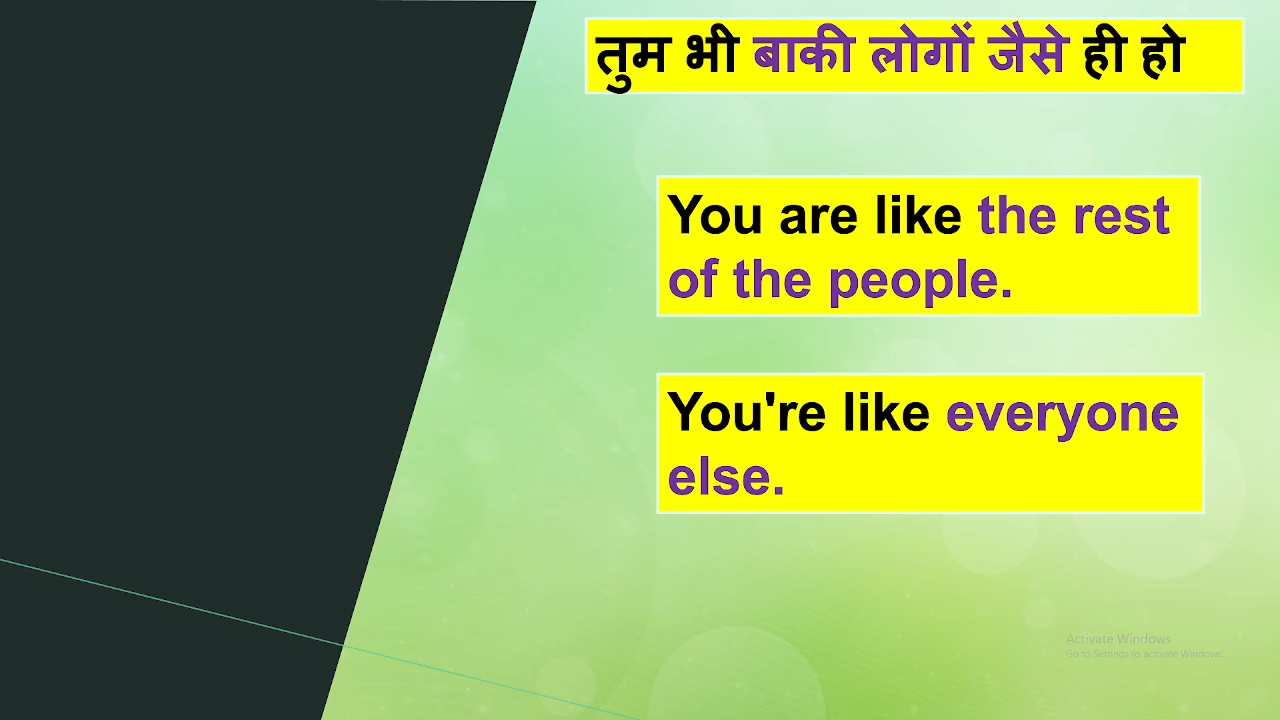 तुम भी बाकी लोगों जैसे ही हो
You are like the rest
of the people.
You're like everyone
else.
Activate Windows
Go to Settings to activate Windows.